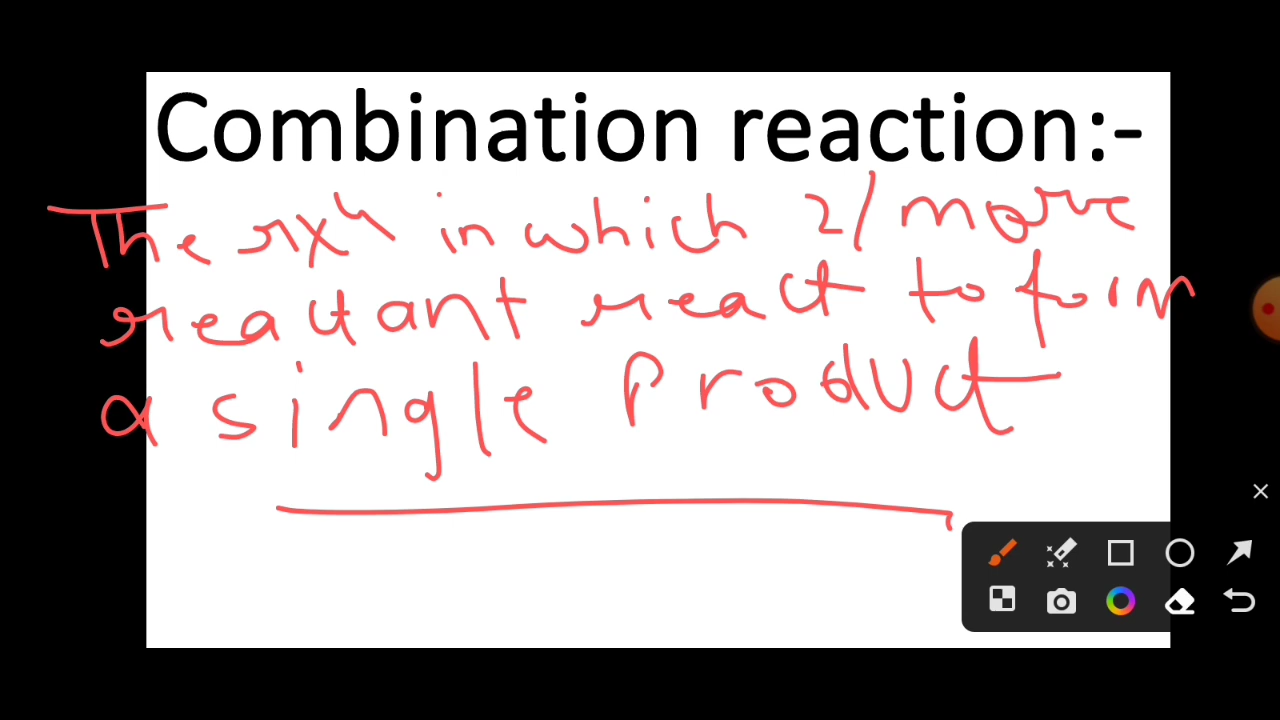 Combination reaction:-
The rxn in which 2/more
reactant react to form
a single product